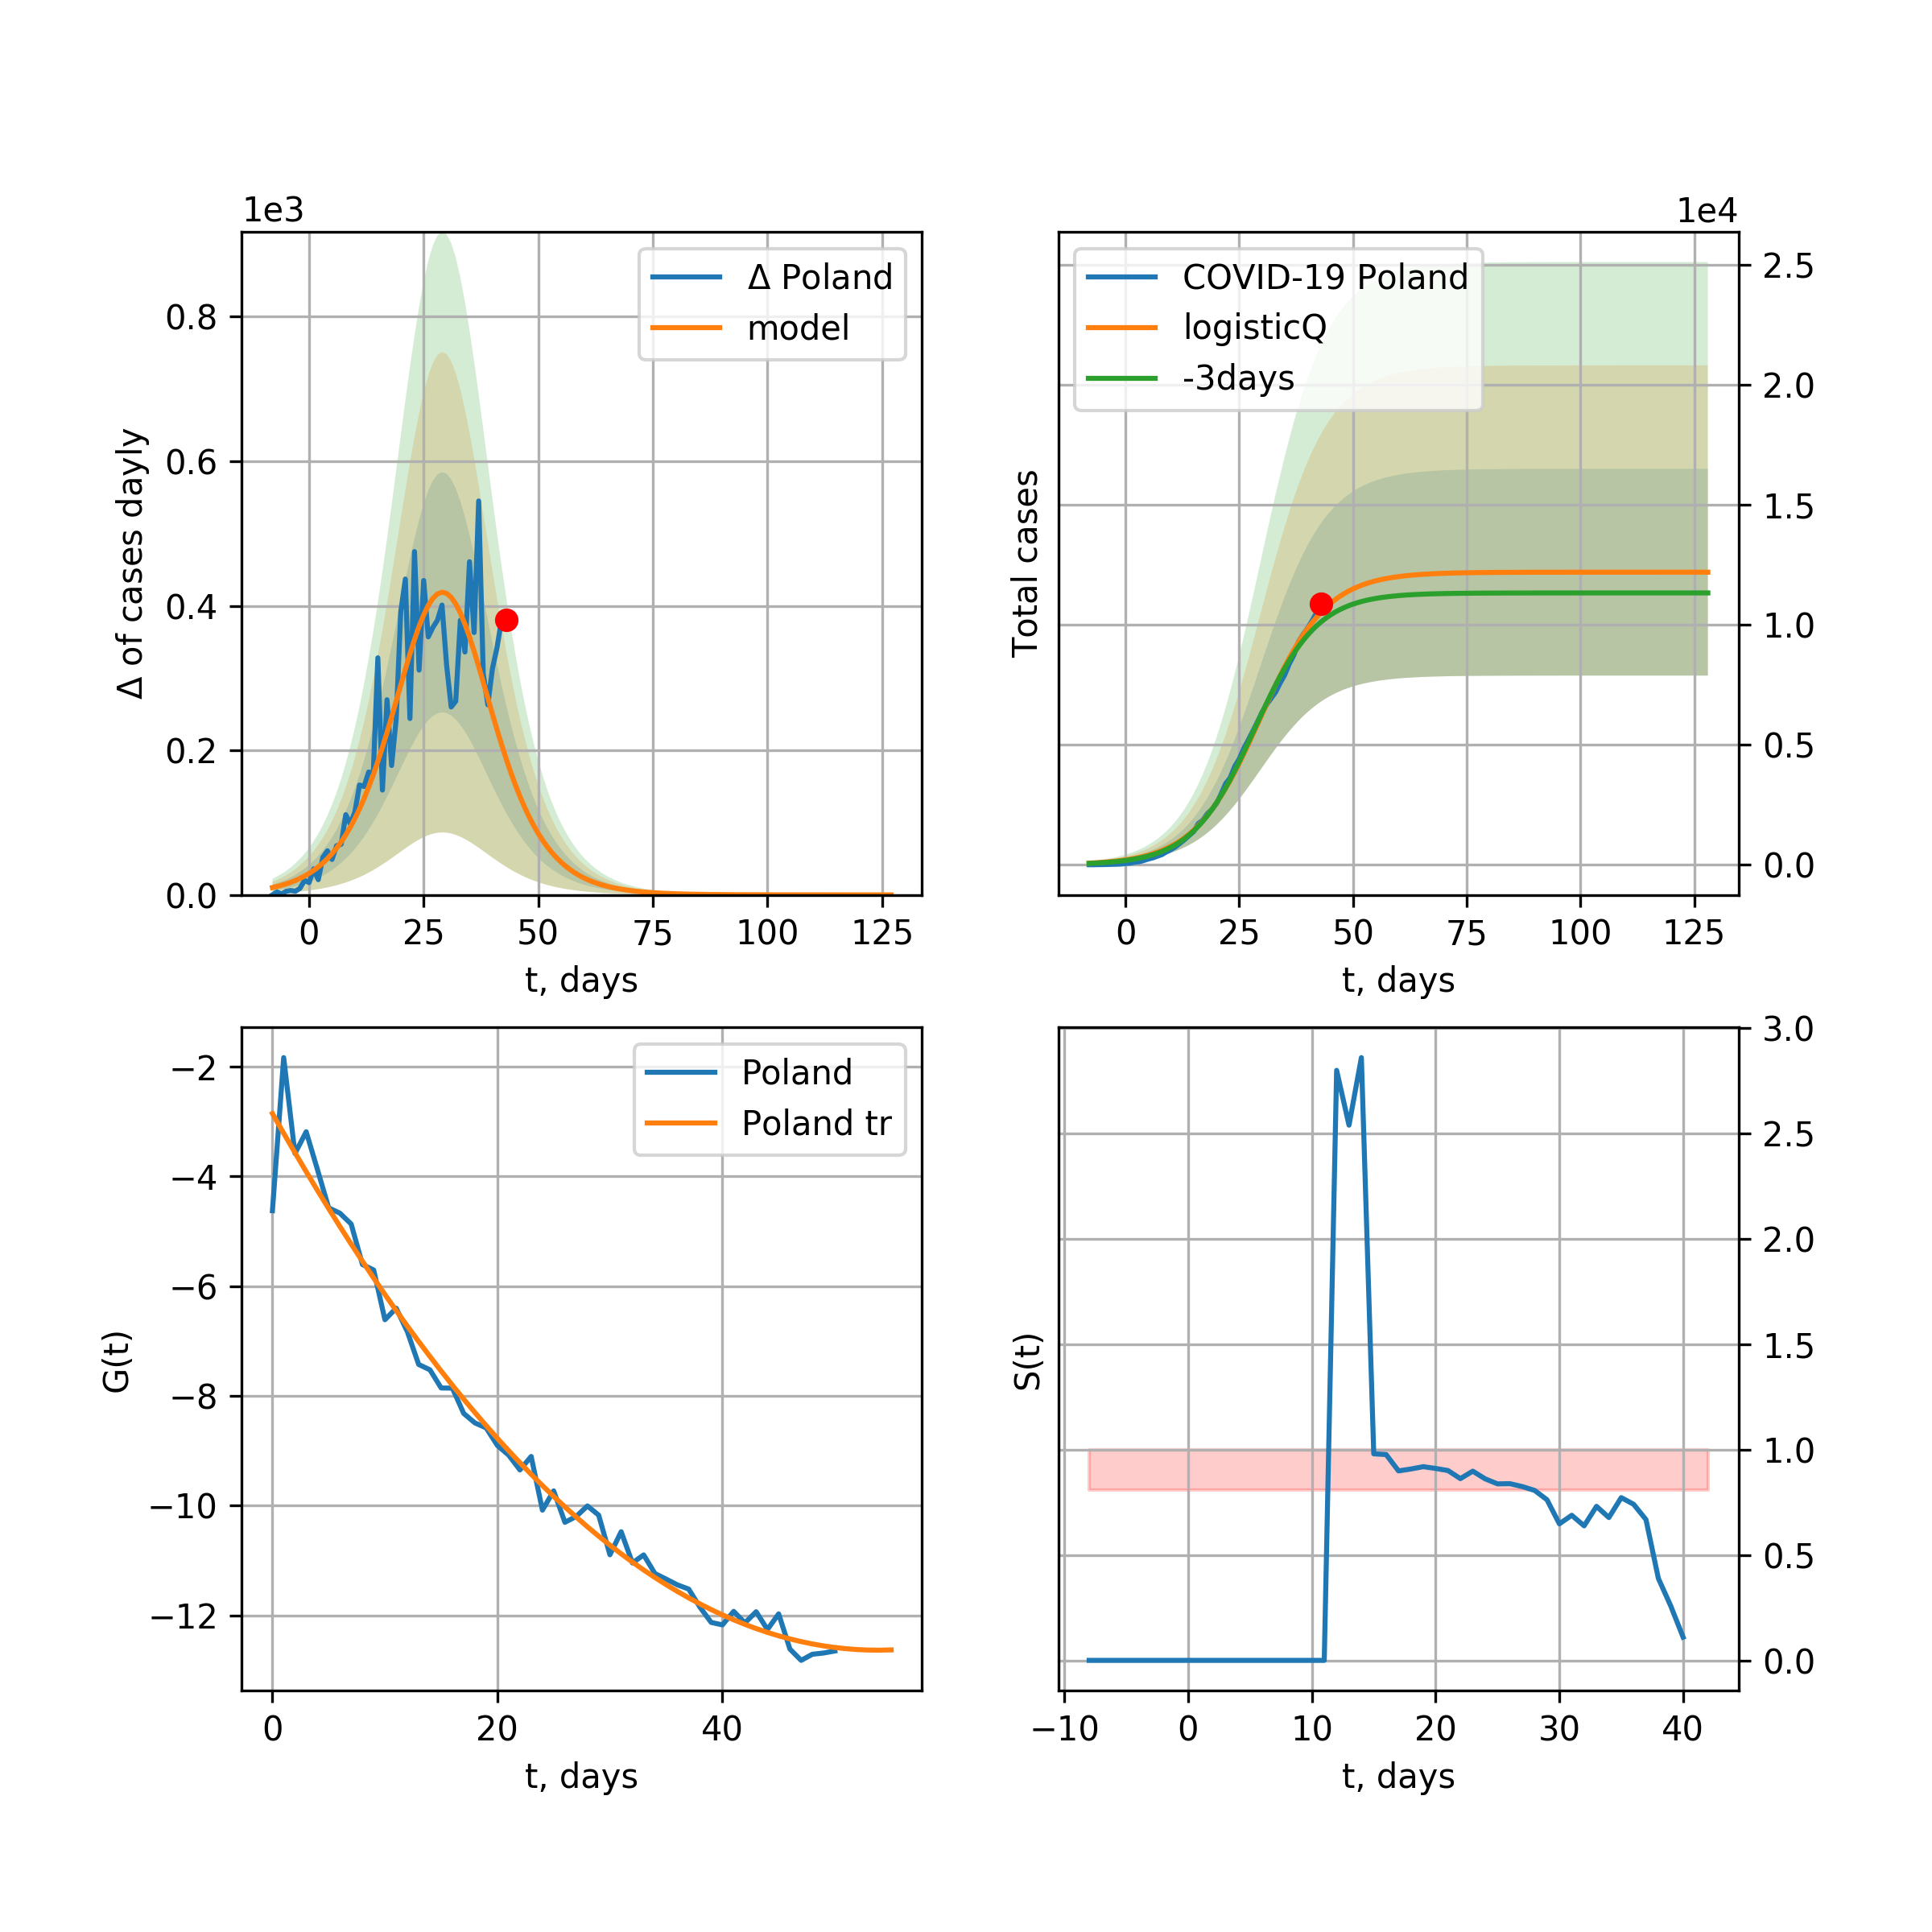 1e3
Δ of cases dayly
0.8
0.6
0.4
0.2
0.0
Δ Poland
model
0 25 50 75 100 125
t, days
1e4
Total cases
COVID-19 Poland
logisticQ
-3days
2.5
2.0
1.5
1.0
0.5
0.0
0 25 50 75 100 125
t, days
G(t)
−2
−4
−6
−8
−10
−12
Poland
Poland tr
0 20 40
t, days
S(t)
3.0
2.5
2.0
1.5
1.0
0.5
0.0
−10 0 10 20 30 40
t, days